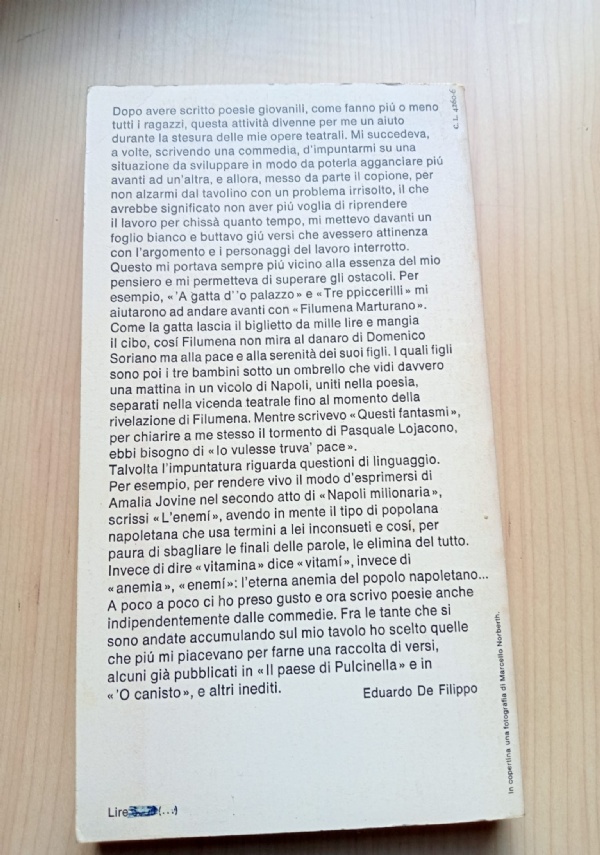 Dopo avere scritto poesie giovanili, come fanno piú o meno
tutti i ragazzi, questa attività divenne per me un aiuto
durante la stesura delle mie opere teatrali. Mi succedeva,
a volte, scrivendo una commedia, d'impuntarmi su una
situazione da sviluppare in modo da poterla agganciare piú
avanti ad un'altra, e allora, messo da parte il copione, per
non alzarmi dal tavolino con un problema irrisolto, il che
avrebbe significato non aver piú voglia di riprendere
il lavoro per chissà quanto tempo, mi mettevo davanti un
foglio bianco e buttavo giú versi che avessero attinenza
con l'argomento e i personaggi del lavoro interrotto.
Questo mi portava sempre piú vicino alla essenza del mio
pensiero e mi permetteva di superare gli ostacoli. Per
esempio, «'A gatta d''o palazzo» e «Tre ppiccerilli» mi
aiutarono ad andare avanti con «Filumena Marturano».
Come la gatta lascia il biglietto da mille lire e mangia
il cibo, cosí Filumena non mira al danaro di Domenico
Soriano ma alla pace e alla serenità dei suoi figli. I quali figli
sono poi i tre bambini sotto un ombrello che vidi davvero
una mattina in un vicolo di Napoli, uniti nella poesia,
separati nella vicenda teatrale fino al momento della
rivelazione di Filumena. Mentre scrivevo «Questi fantasmi»,
per chiarire a me stesso il tormento di Pasquale Lojacono,
ebbi bisogno di «Io vulesse truva' pace».
Talvolta l'impuntatura riguarda questioni di linguaggio.
Per esempio, per rendere vivo il modo d'esprimersi di
Amalia Jovine nel secondo atto di «Napoli milionaria»,
scrissi «L'enemí», avendo in mente il tipo di popolana
napoletana che usa termini a lei inconsueti e cosí, per
paura di sbagliare le finali delle parole, le elimina del tutto.
Invece di dire «vitamina» dice «vitamí», invece di
«anemia», «enemí»: l'eterna anemia del popolo napoletano...
A poco a poco ci ho preso gusto e ora scrivo poesie anche
indipendentemente dalle commedie. Fra le tante che si
sono andate accumulando sul mio tavolo ho scelto quelle
che piú mi piacevano per farne una raccolta di versi,
alcuni già pubblicati in «Il paese di Pulcinella» e in
«'O canisto», e altri inediti.
Eduardo De Filippo
Lire (...)
C. L. 4260-6
In copertina una fotografia di Marcello Norberth.